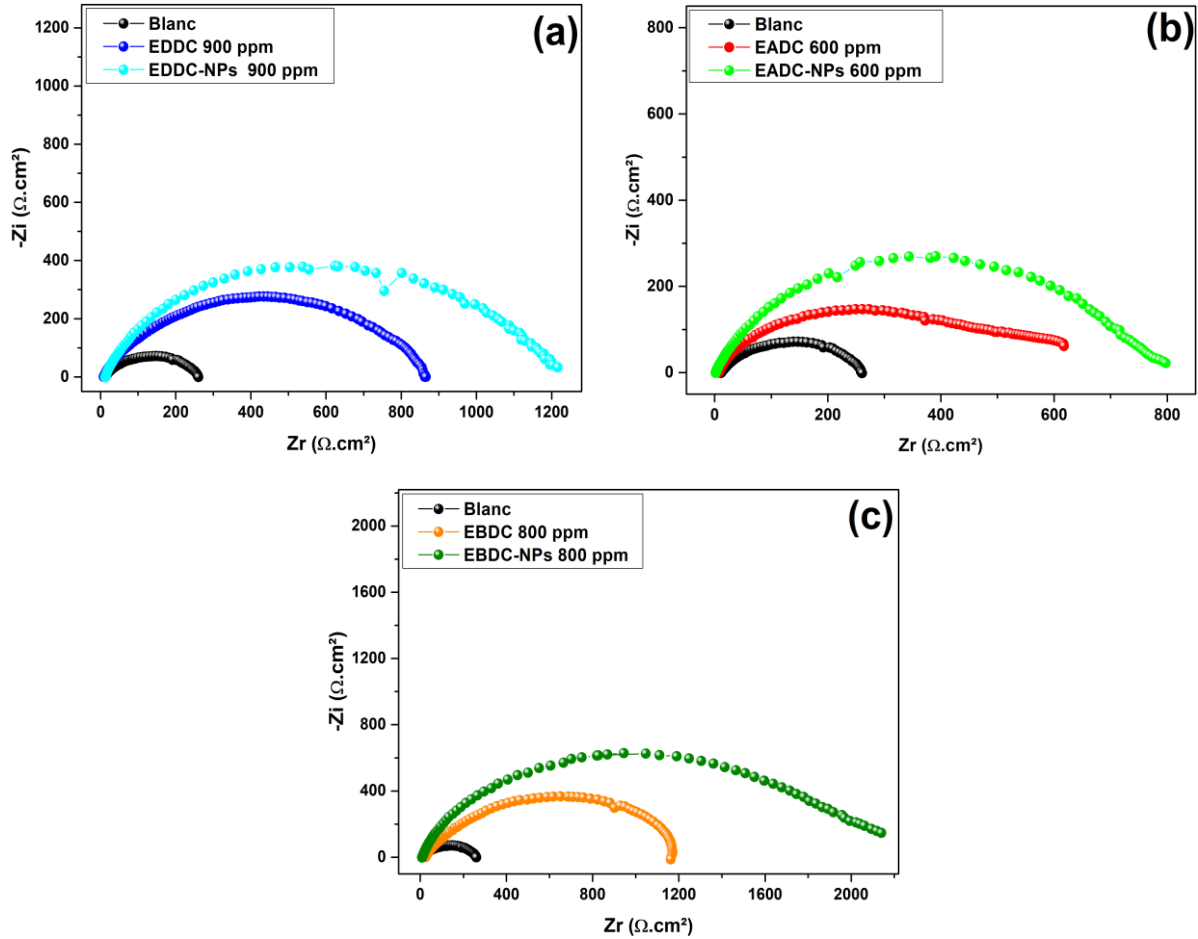 (a)
Blanc
EDDC 900 ppm
EDDC-NPs  900 ppm
-Zi (Ω.cm²)
1200
1000
800
600
400
200
0
0 200 400 600 800 1000 1200
Zr (Ω.cm²)
(b)
Blanc
EADC 600 ppm
EADC-NPs 600 ppm
-Zi (Ω.cm²)
800
600
400
200
0
0 200 400 600 800
Zr (Ω.cm²)
(c)
Blanc
EBDC 800 ppm
EBDC-NPs 800 ppm
-Zi (Ω.cm²)
2000
1600
1200
800
400
0
0 400 800 1200 1600 2000
Zr (Ω.cm²)